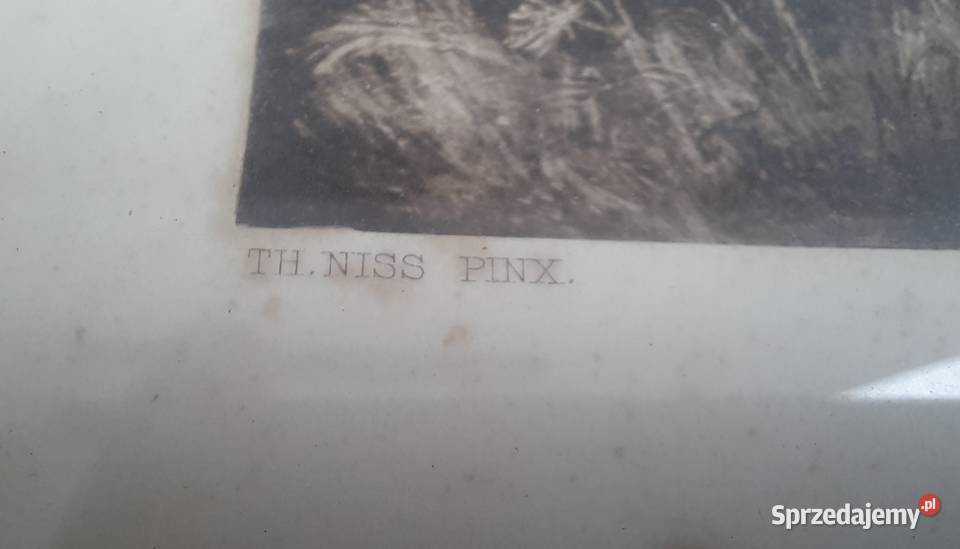 TH. NISS PINX.
Sprzedajemy.pl